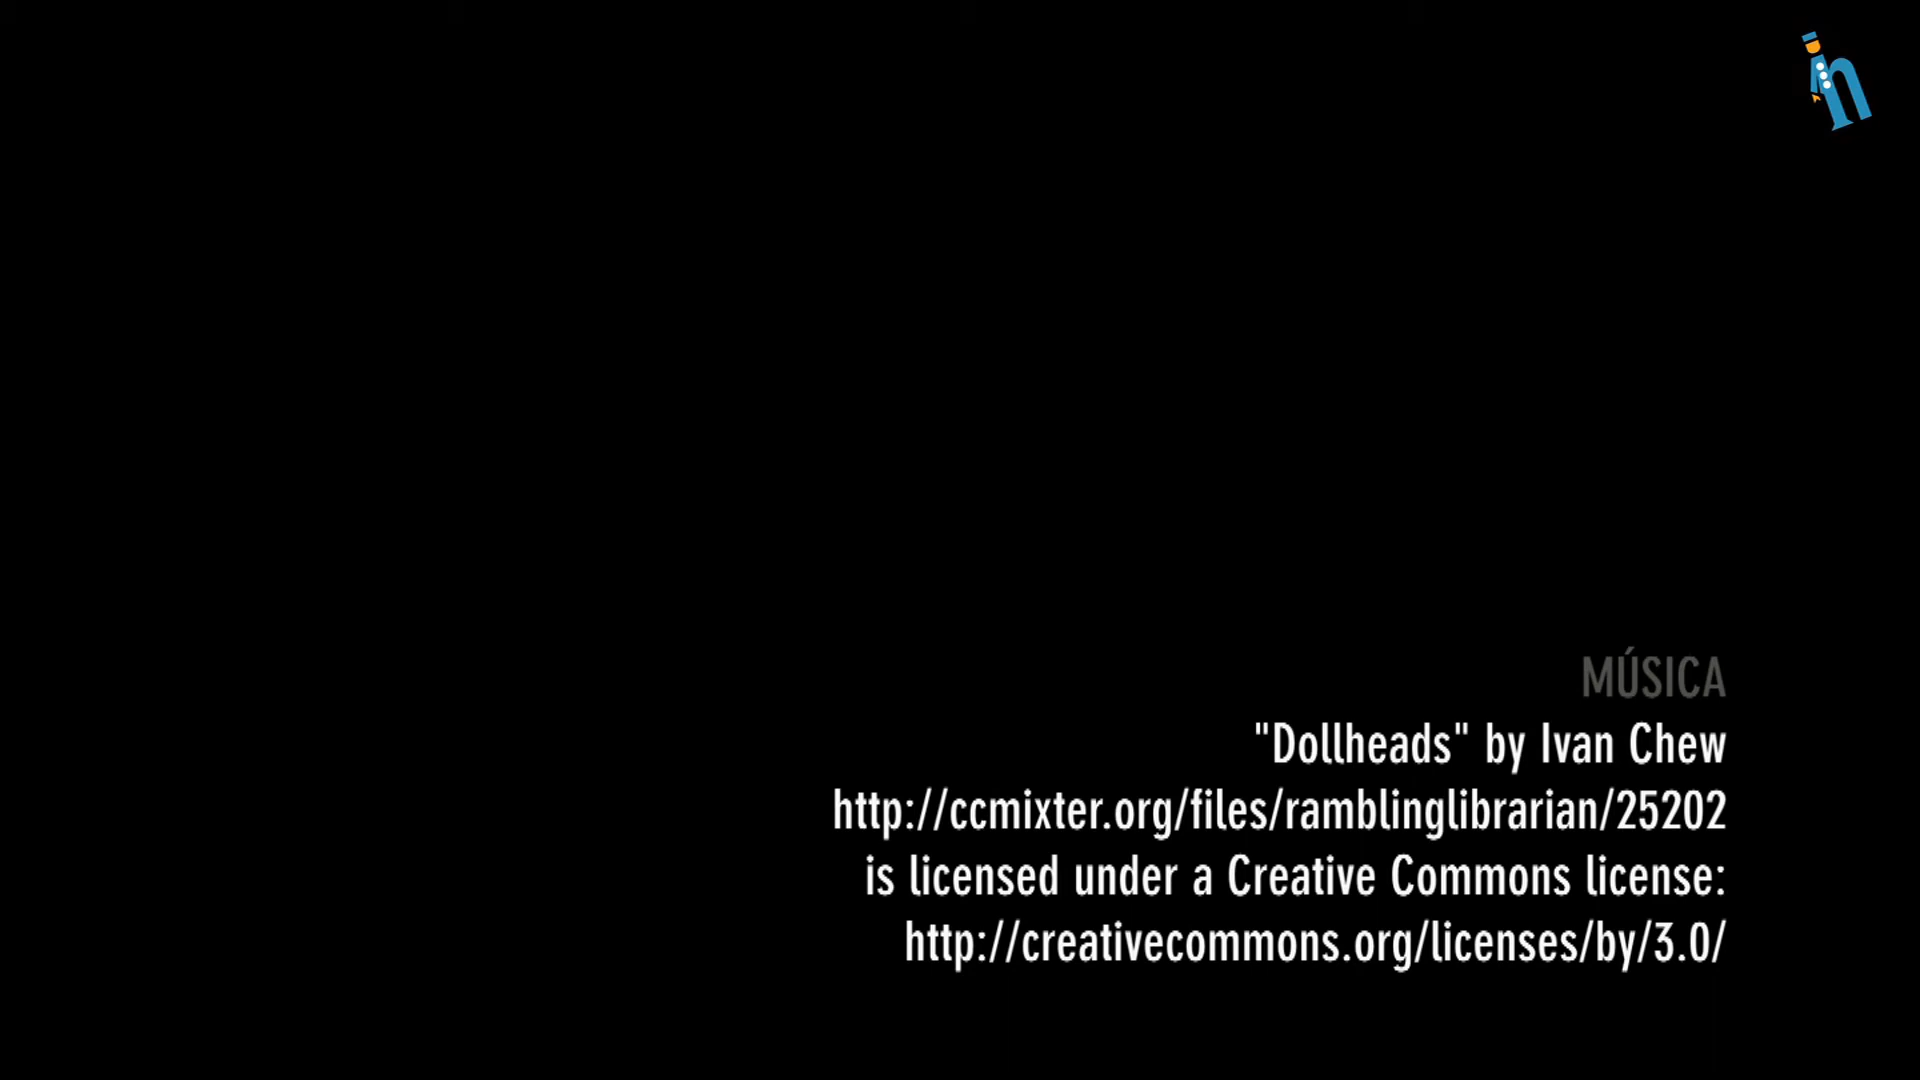 MÚSICA
"Dollheads" by Ivan Chew
http://ccmixter.org/files/ramblinglibrarian/25202
is licensed under a Creative Commons license:
http://creativecommons.org/licenses/by/3.0/